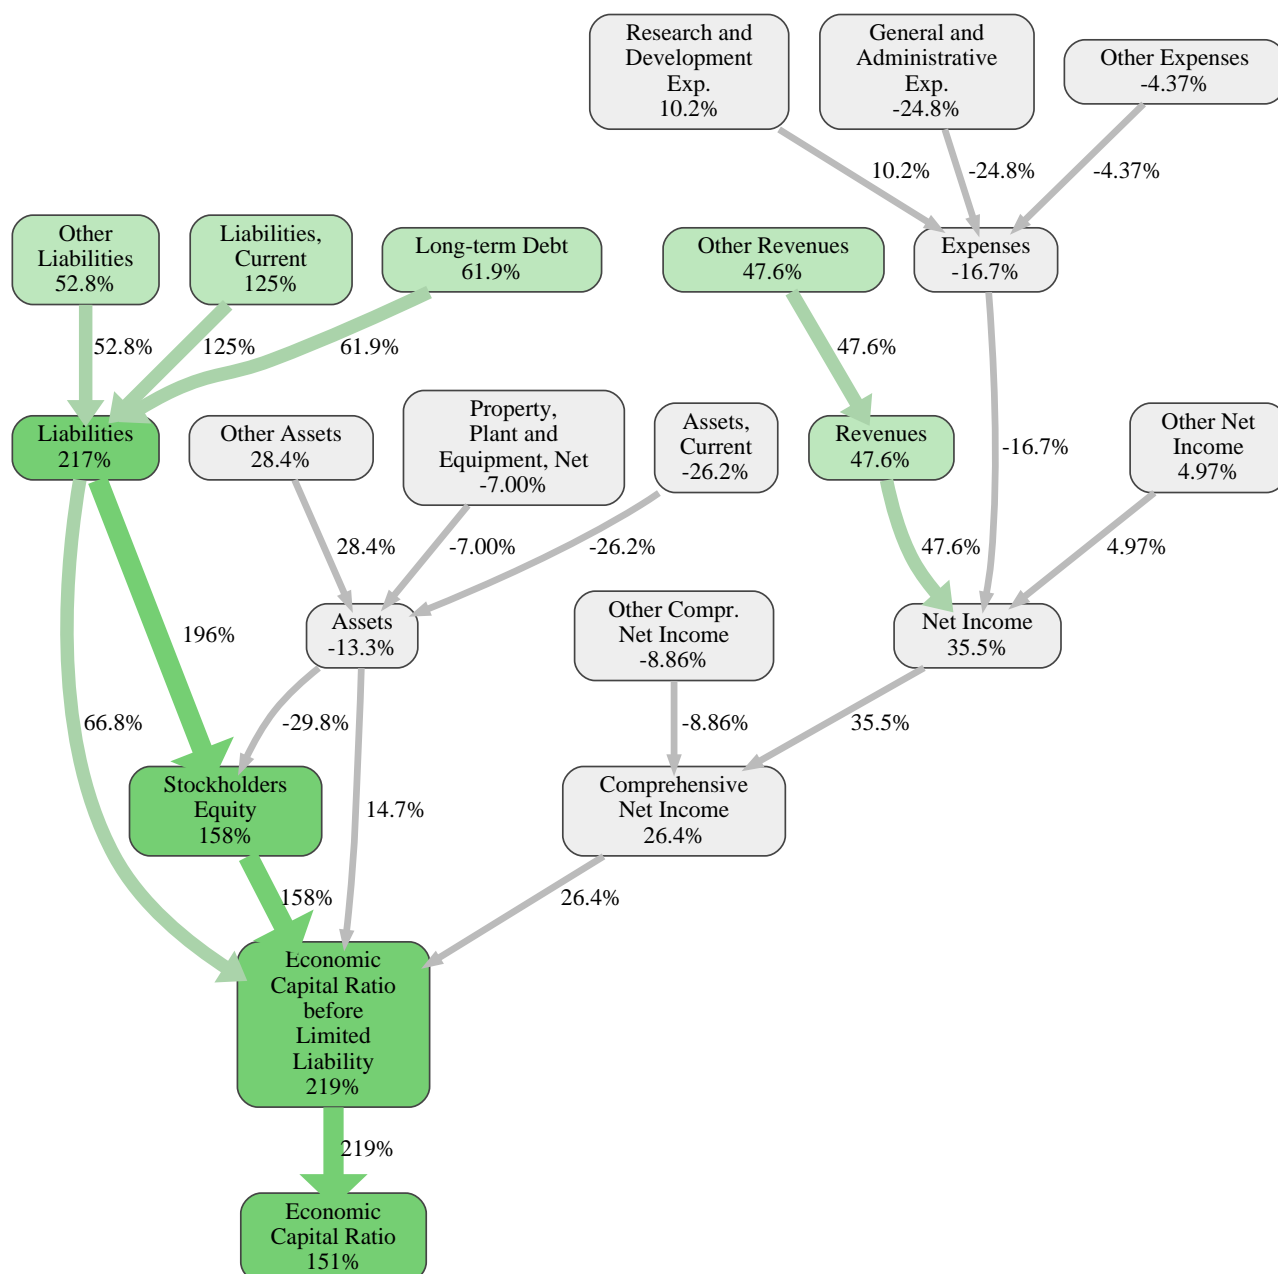 Research and
Development
Exp.
10.2%
General and
Administrative
Exp.
-24.8%
Other Expenses
-4.37%
10.2%
-24.8%
-4.37%
Other
Liabilities
52.8%
Liabilities,
Current
125%
Long-term Debt
61.9%
Other Revenues
47.6%
Expenses
-16.7%
52.8%
125%
61.9%
47.6%
-16.7%
Liabilities
217%
Other Assets
28.4%
Property,
Plant and
Equipment, Net
-7.00%
Assets,
Current
-26.2%
Revenues
47.6%
Other Net
Income
4.97%
196%
28.4%
-7.00%
-26.2%
47.6%
4.97%
Assets
-13.3%
Other Compr.
Net Income
-8.86%
Net Income
35.5%
66.8%
-29.8%
14.7%
-8.86%
35.5%
Stockholders
Equity
158%
Comprehensive
Net Income
26.4%
158%
26.4%
Economic
Capital Ratio
before
Limited
Liability
219%
219%
Economic
Capital Ratio
151%